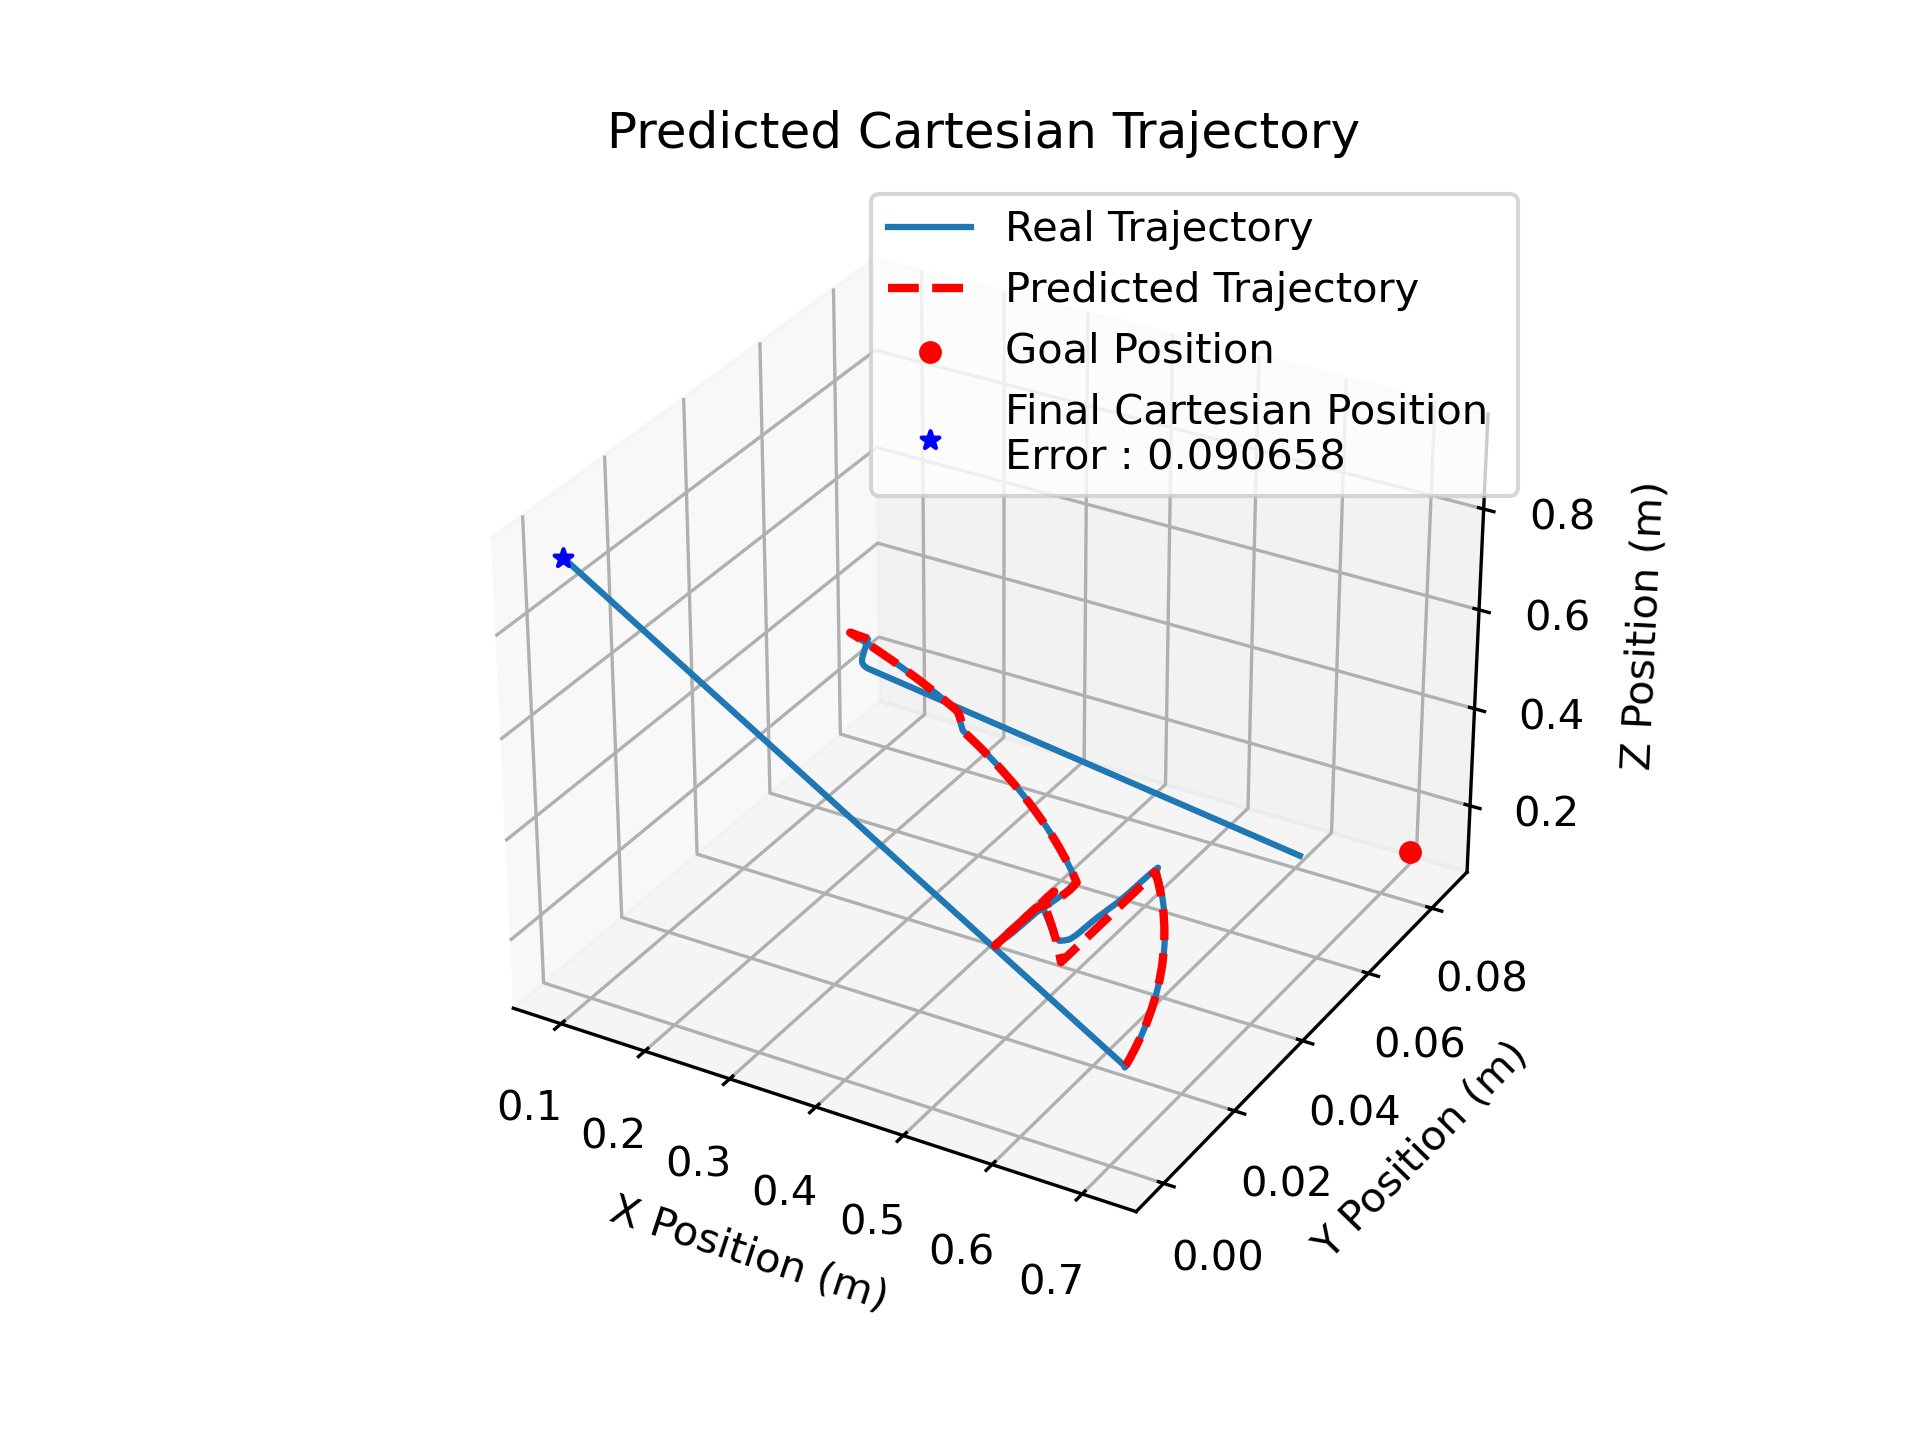 Predicted Cartesian Trajectory
Real Trajectory
Predicted Trajectory
Goal Position
Final Cartesian Position
Error : 0.090658
0.8
0.6
0.4
0.2
Z Position (m)
0.08
0.06
0.04
0.02
0.00
Y Position (m)
0.1
0.2
0.3
0.4
0.5
0.6
0.7
X Position (m)